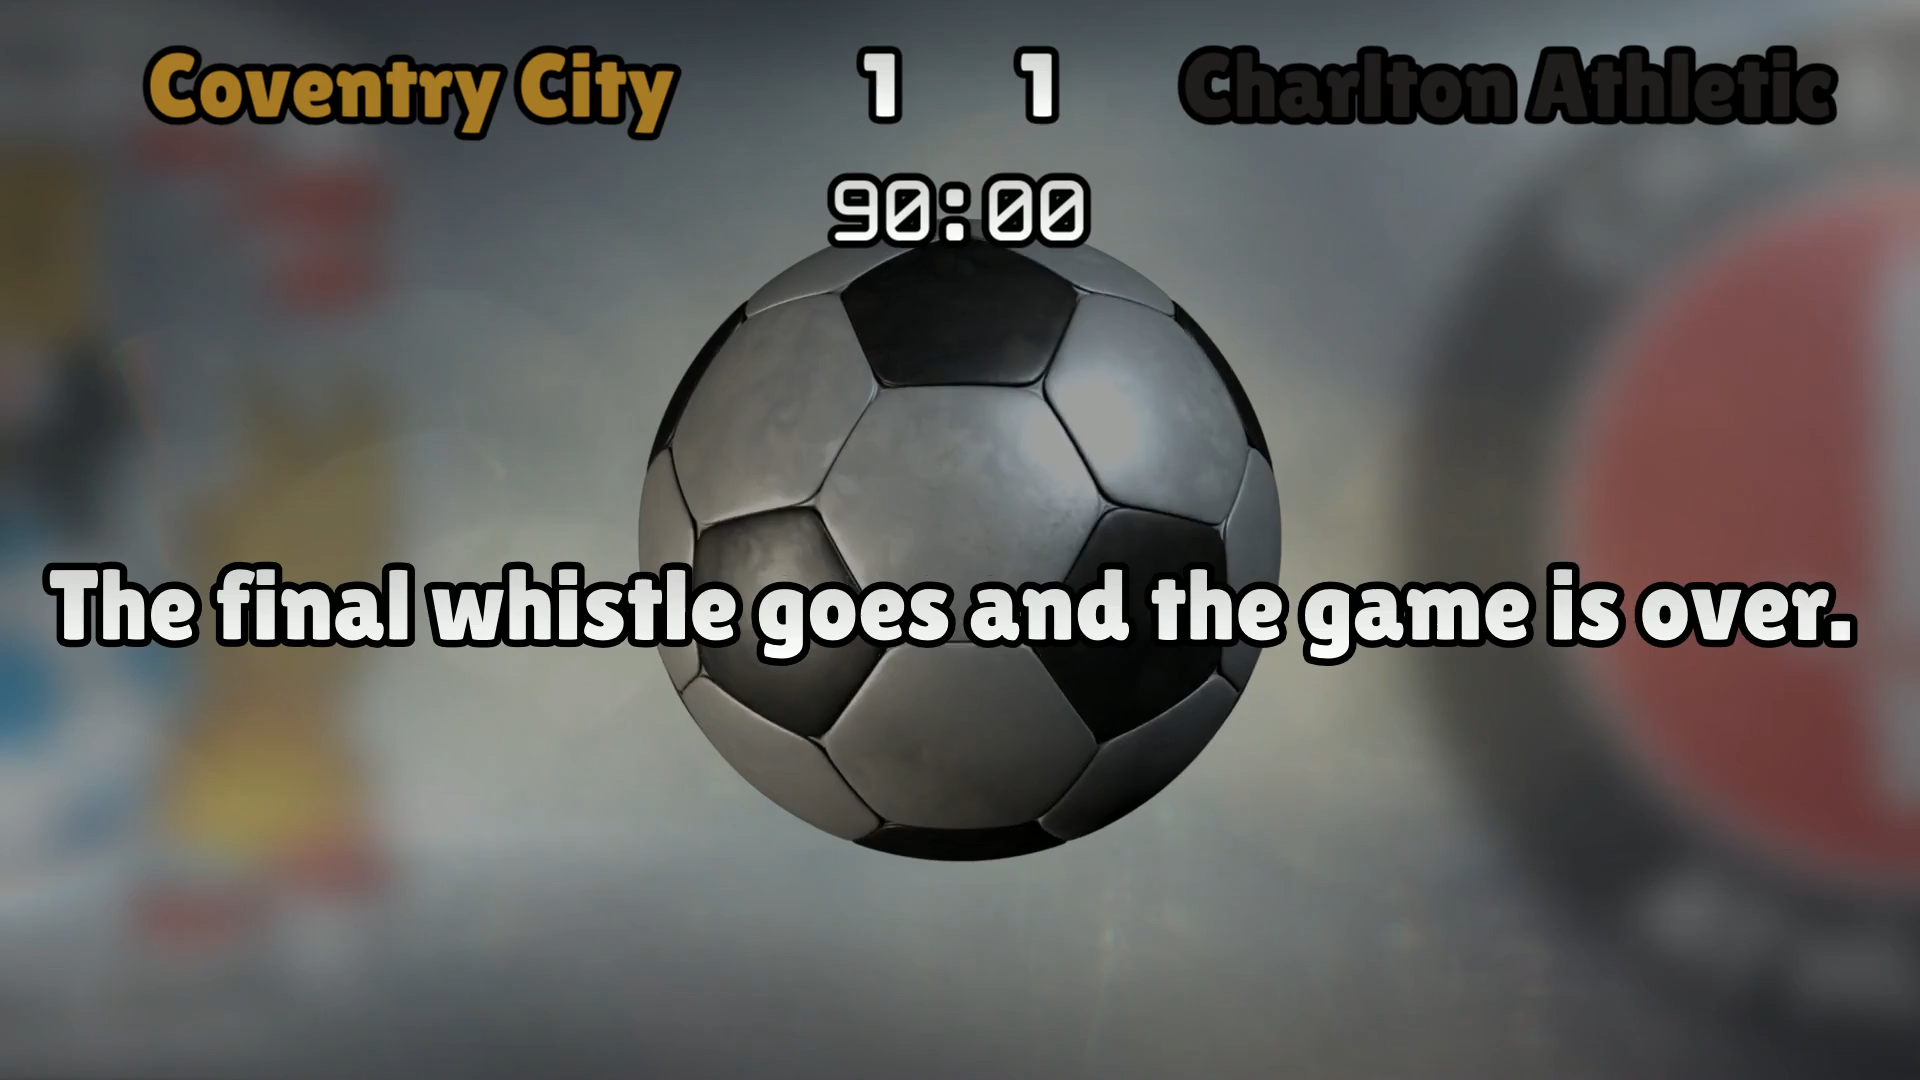 Coventry City 1 1 Charlton Athletic
90:00
The final whistle goes and the game is over.